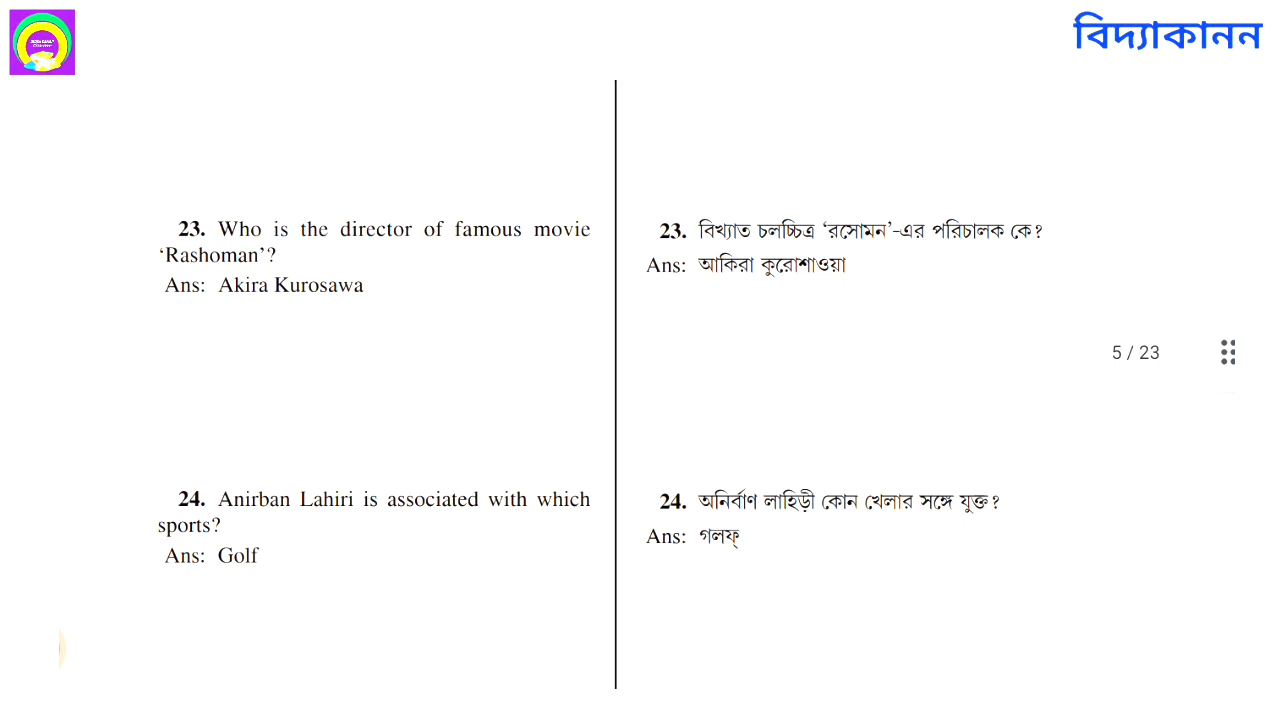 বিদ্যাকানন
23. Who is the director of famous movie
‘Rashoman’?
Ans: Akira Kurosawa
24. Anirban Lahiri is associated with which
sports?
Ans: Golf
23. বিখ্যাত চলচ্চিত্র ‘রসোমন’-এর পরিচালক কে?
Ans: আকিরা কুরোশাওয়া
5 / 23
24. অনির্বাণ লাহিড়ী কোন খেলার সঙ্গে যুক্ত?
Ans: গলফ্